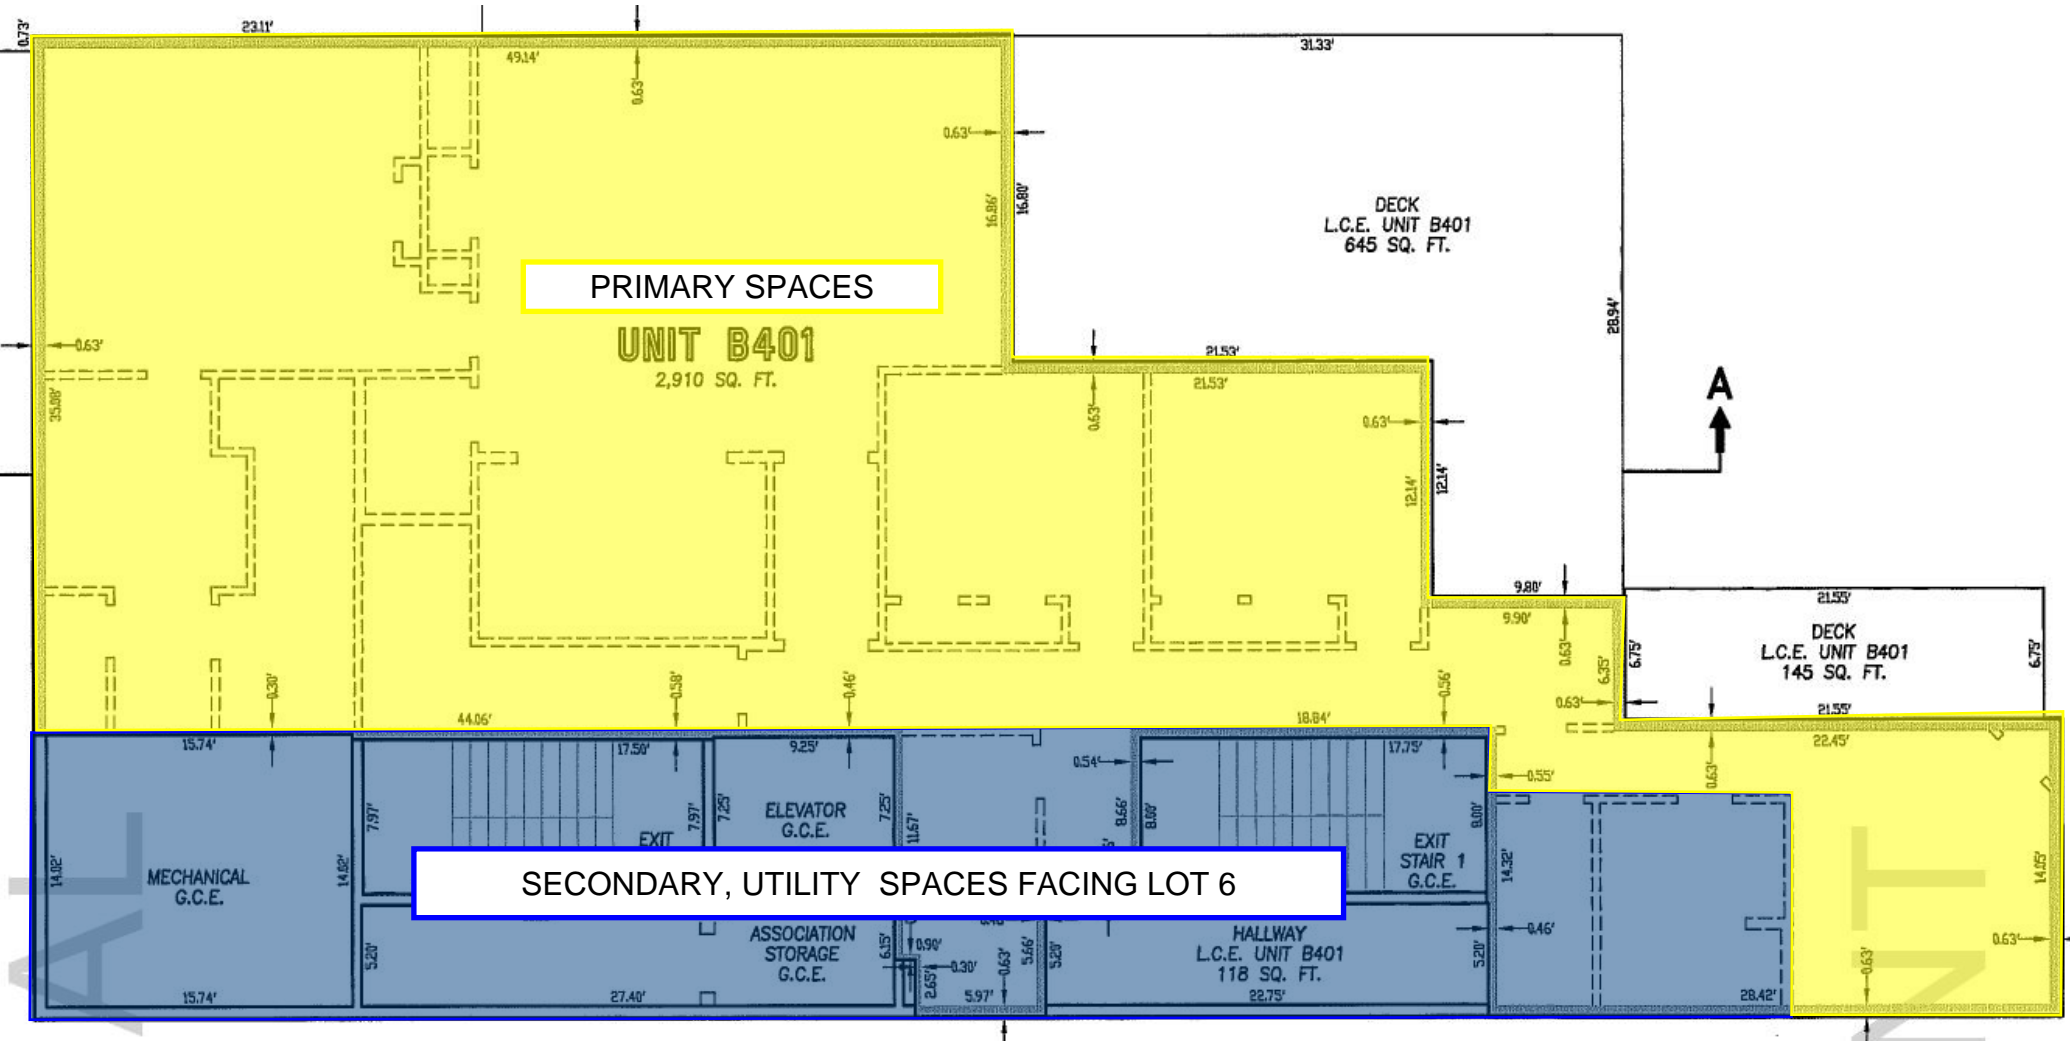 0.73'
23.11'
49.14'
0.63'
31.33'
0.63'
16.86'
16.80'
DECK
L.C.E. UNIT B401
645 SQ. FT.
28.94'
PRIMARY SPACES
UNIT B401
2,910 SQ. FT.
0.63'
35.08'
21.53'
21.53'
0.63'
0.63'
12.14'
12.14'
A
9.80'
9.90'
0.63'
6.35'
6.75'
0.63'
21.55'
DECK
L.C.E. UNIT B401
145 SQ. FT.
6.75'
21.55'
22.45'
0.63'
0.30'
44.06'
0.58'
0.46'
18.84'
0.56'
0.55'
15.74'
14.02'
MECHANICAL
G.C.E.
14.02'
15.74'
17.50'
7.97'
7.97'
EXIT
9.25'
7.25'
ELEVATOR
G.C.E.
7.25'
11.67'
0.54'
8.66'
8.00'
17.75'
8.00'
EXIT
STAIR 1
G.C.E.
14.32'
SECONDARY, UTILITY SPACES FACING LOT 6
5.20'
ASSOCIATION
STORAGE
G.C.E.
6.15'
27.40'
0.90'
0.30'
2.65'
5.97'
0.63'
5.66'
5.20'
HALLWAY
L.C.E. UNIT B401
118 SQ. FT.
22.75'
5.20'
0.46'
28.42'
14.05'
0.63'
0.63'
AL
NT